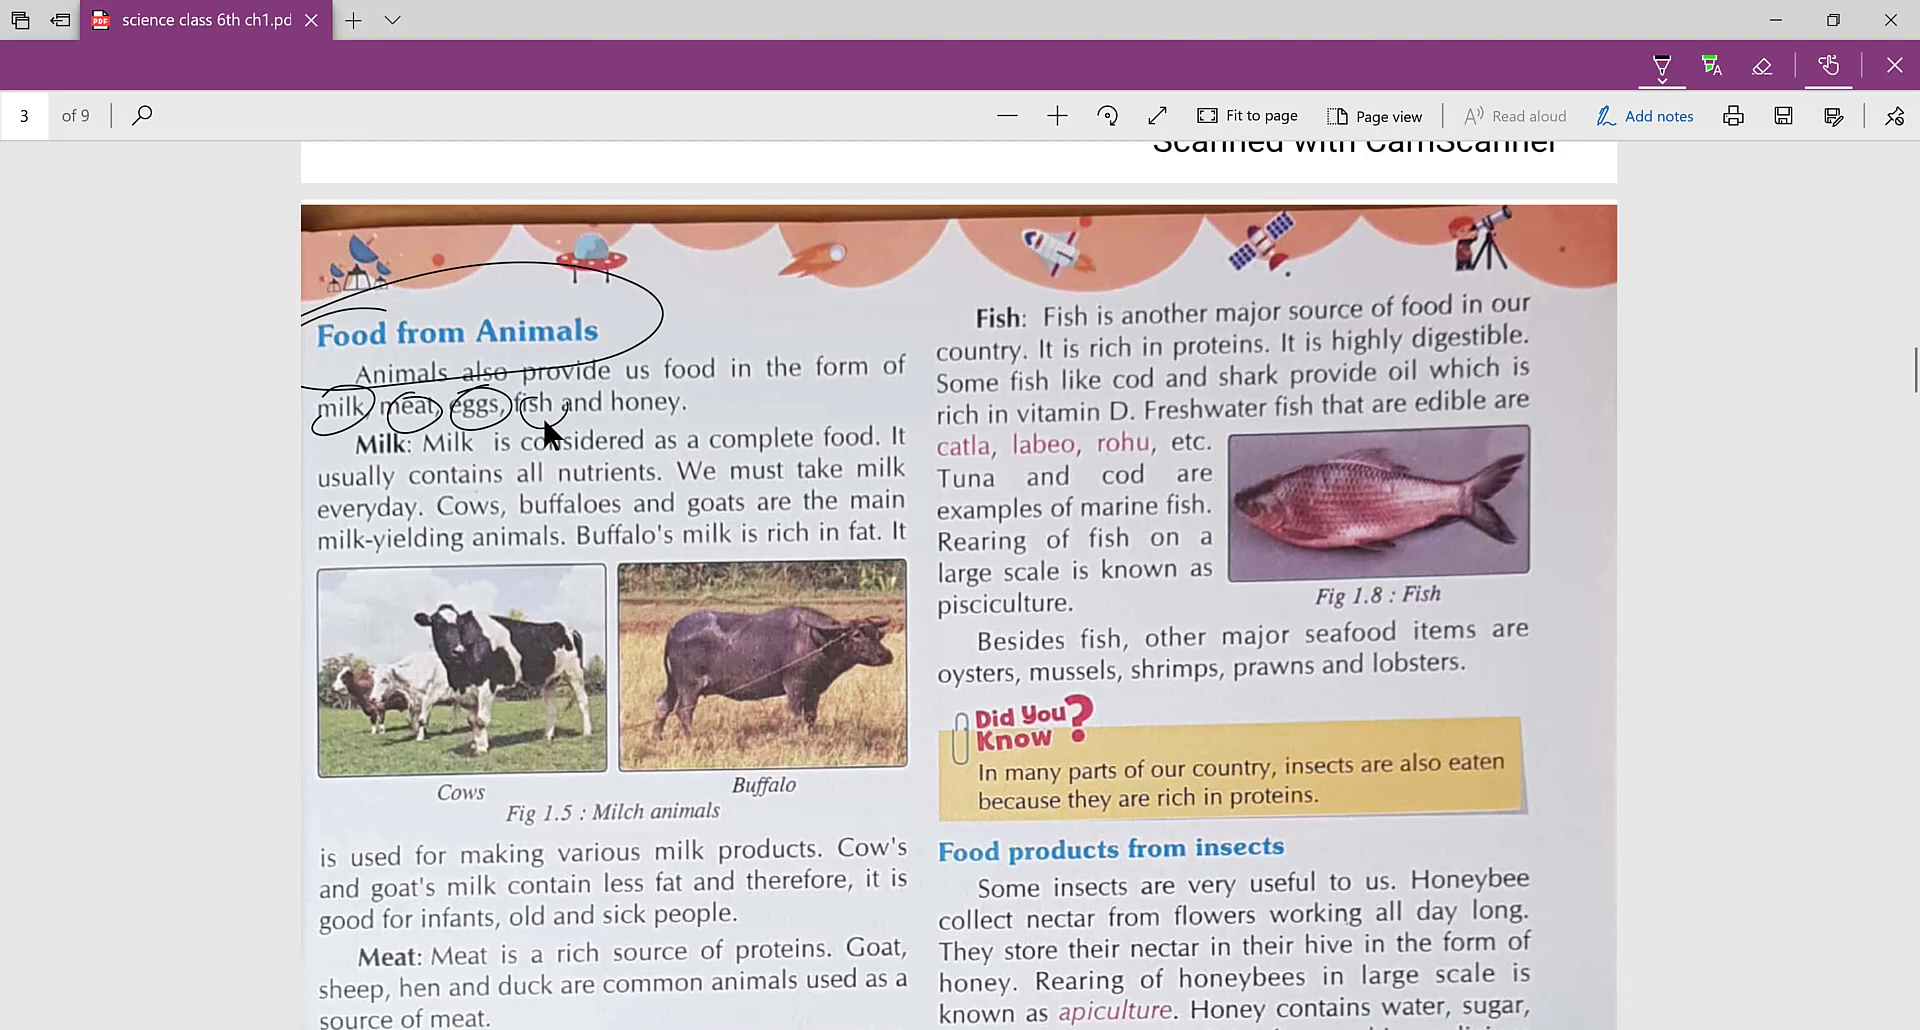 science class 6th ch1.pd
3 of 9
Fit to page
Page view
Read aloud
Add notes
Scanned with CamScanner
Food from Animals
Animals also provide us food in the form of
milk, meat, eggs, fish and honey.
Milk: Milk is considered as a complete food. It
usually contains all nutrients. We must take milk
everyday. Cows, buffaloes and goats are the main
milk-yielding animals. Buffalo's milk is rich in fat. It
Cows
Buffalo
Fig 1.5 : Milch animals
is used for making various milk products. Cow's
and goat's milk contain less fat and therefore, it is
good for infants, old and sick people.
Meat: Meat is a rich source of proteins. Goat,
sheep, hen and duck are common animals used as a
source of meat.
Fish: Fish is another major source of food in our
country. It is rich in proteins. It is highly digestible.
Some fish like cod and shark provide oil which is
rich in vitamin D. Freshwater fish that are edible are
catla, labeo, rohu, etc.
Tuna and cod are
examples of marine fish.
Rearing of fish on a
large scale is known as
pisciculture.
Fig 1.8 : Fish
Besides fish, other major seafood items are
oysters, mussels, shrimps, prawns and lobsters.
Did You
Know ?
In many parts of our country, insects are also eaten
because they are rich in proteins.
Food products from insects
Some insects are very useful to us. Honeybee
collect nectar from flowers working all day long.
They store their nectar in their hive in the form of
honey. Rearing of honeybees in large scale is
known as apiculture. Honey contains water, sugar,